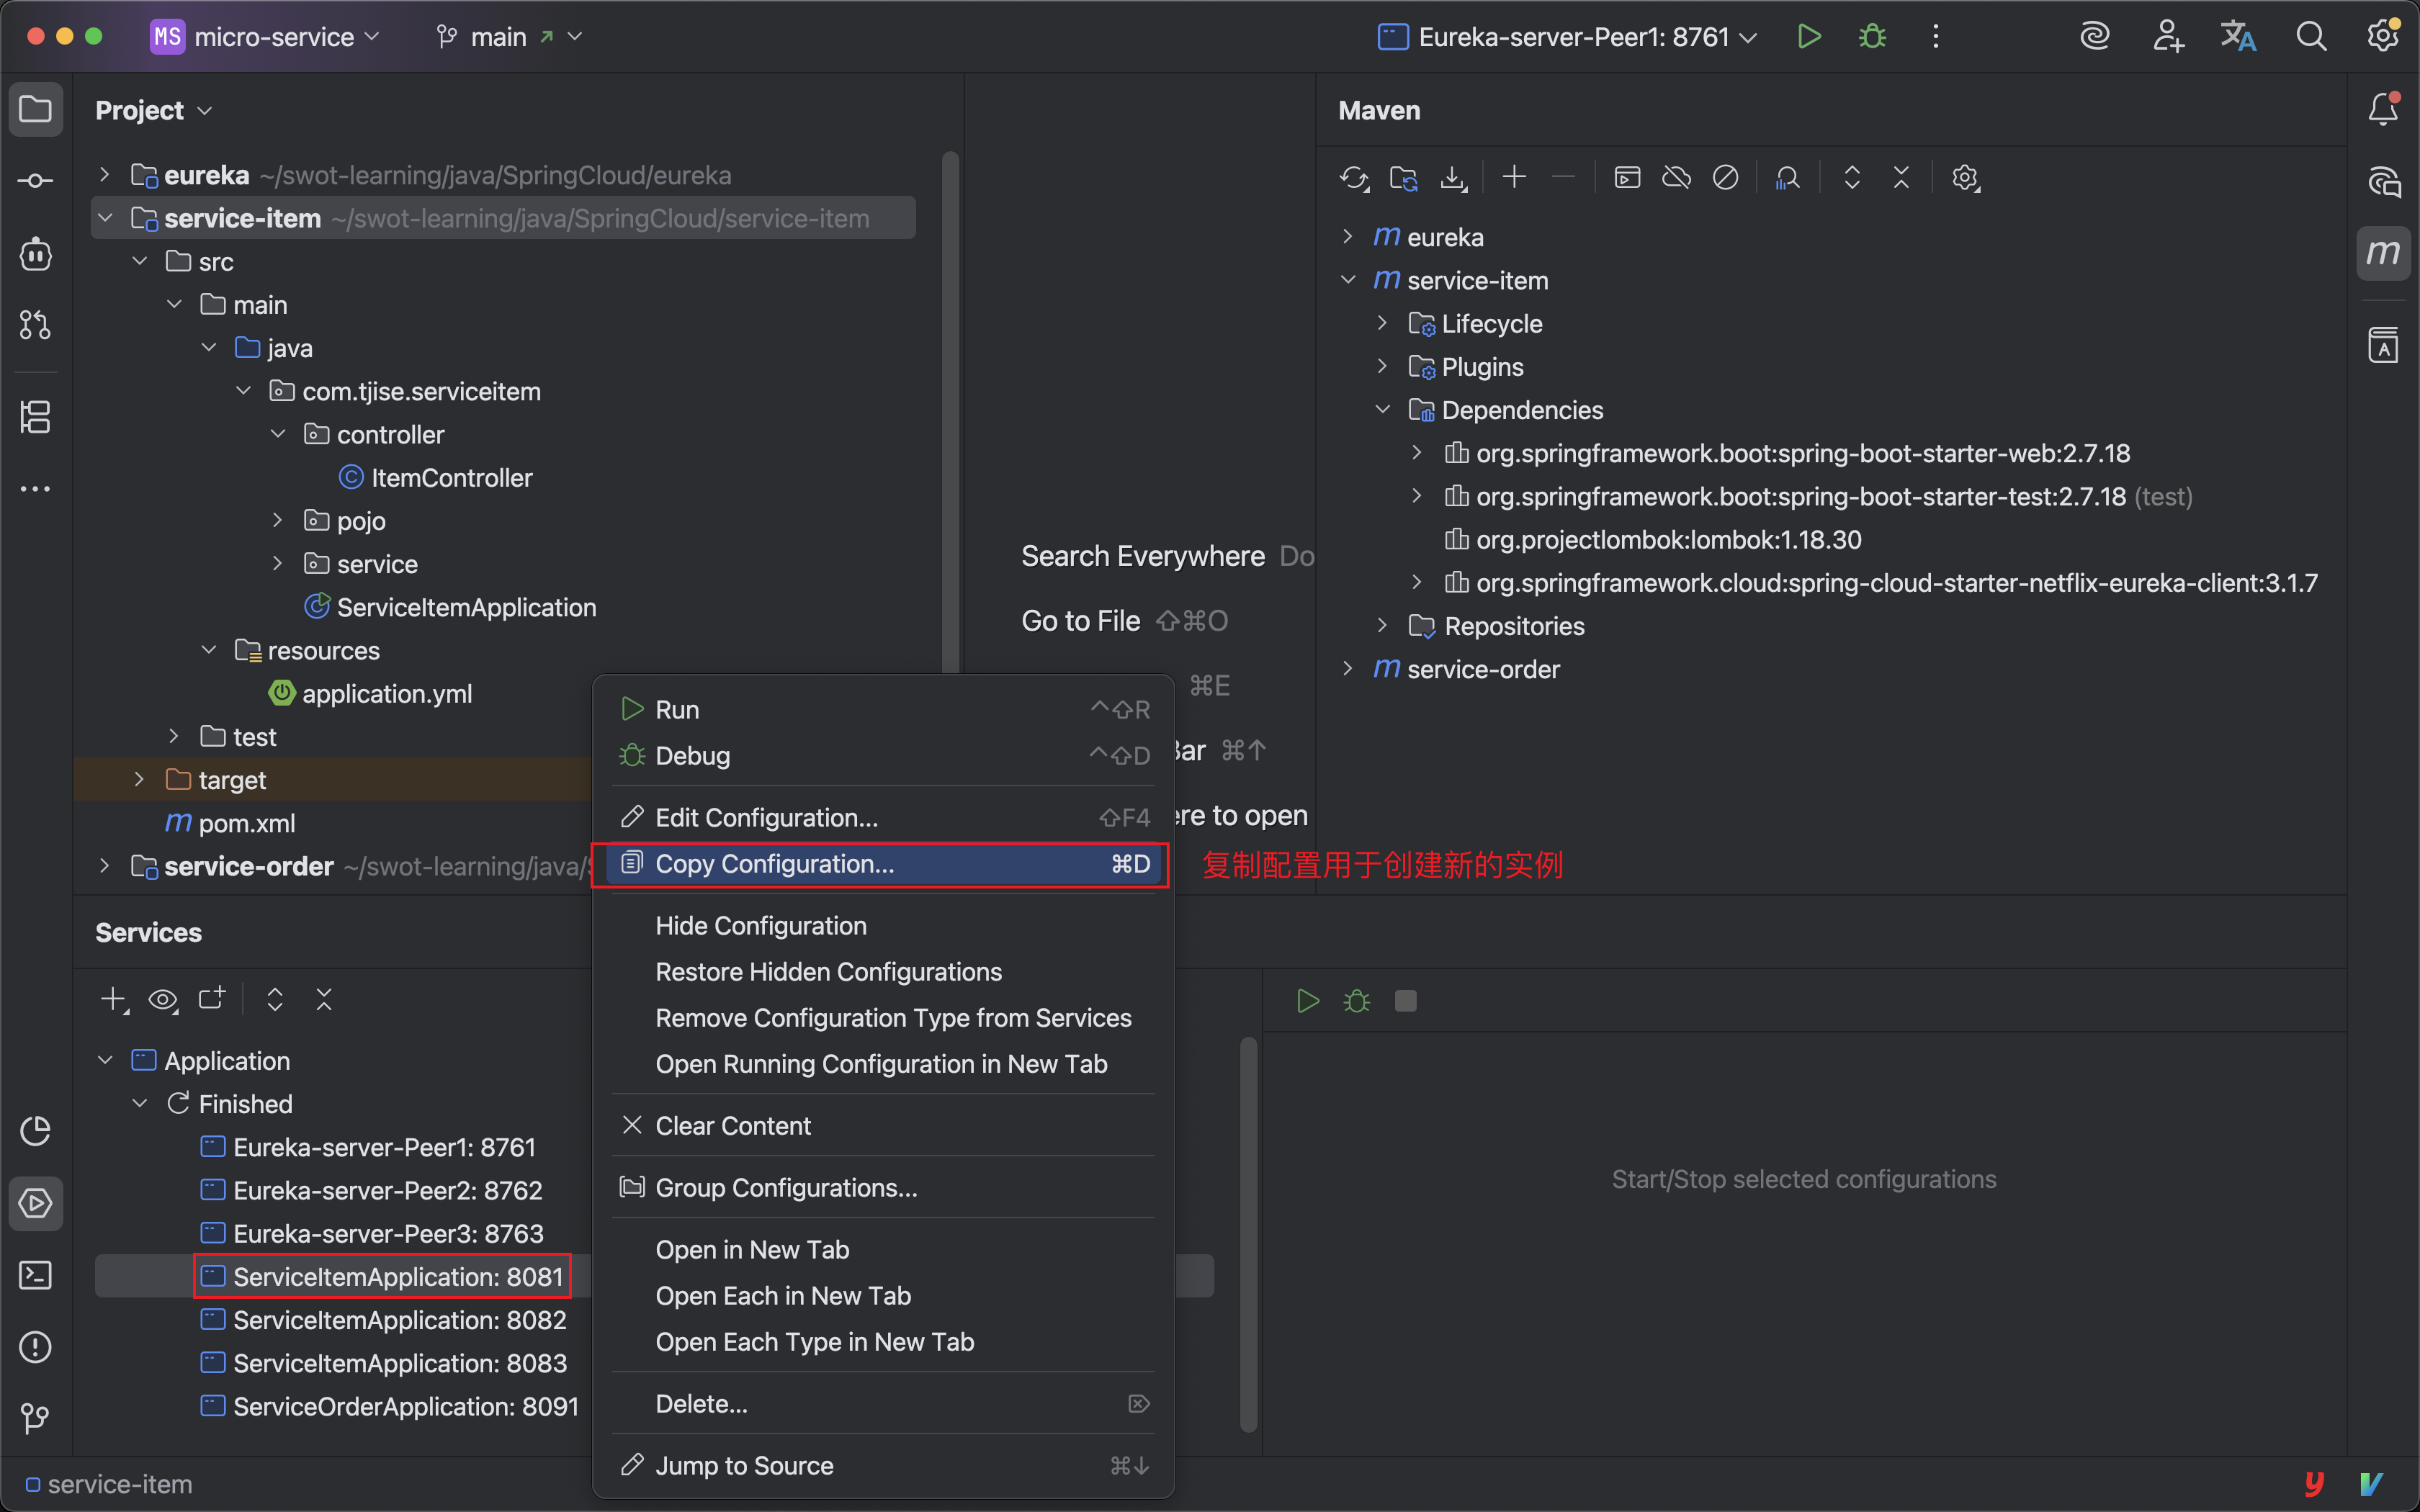 MS micro-service
main
Eureka-server-Peer1: 8761
Project
eureka ~/swot-learning/java/SpringCloud/eureka
service-item ~/swot-learning/java/SpringCloud/service-item
src
main
java
com.tjise.serviceitem
controller
ItemController
pojo
service
ServiceItemApplication
resources
application.yml
test
target
m pom.xml
service-order ~/swot-learning/java/
Search Everywhere Do
Go to File ⇧⌘O
⌘E
Bar ⌘↑
ere to open
Maven
m eureka
m service-item
Lifecycle
Plugins
Dependencies
org.springframework.boot:spring-boot-starter-web:2.7.18
org.springframework.boot:spring-boot-starter-test:2.7.18 (test)
org.projectlombok:lombok:1.18.30
org.springframework.cloud:spring-cloud-starter-netflix-eureka-client:3.1.7
Repositories
m service-order
m
Run ^⇧R
Debug ^⇧D
Edit Configuration... ⇧F4
Copy Configuration... ⌘D
复制配置用于创建新的实例
Hide Configuration
Restore Hidden Configurations
Remove Configuration Type from Services
Open Running Configuration in New Tab
Clear Content
Group Configurations...
Open in New Tab
Open Each in New Tab
Open Each Type in New Tab
Delete...
Jump to Source ⌘↓
Services
Application
Finished
Eureka-server-Peer1: 8761
Eureka-server-Peer2: 8762
Eureka-server-Peer3: 8763
ServiceItemApplication: 8081
ServiceItemApplication: 8082
ServiceItemApplication: 8083
ServiceOrderApplication: 8091
Start/Stop selected configurations
service-item
y